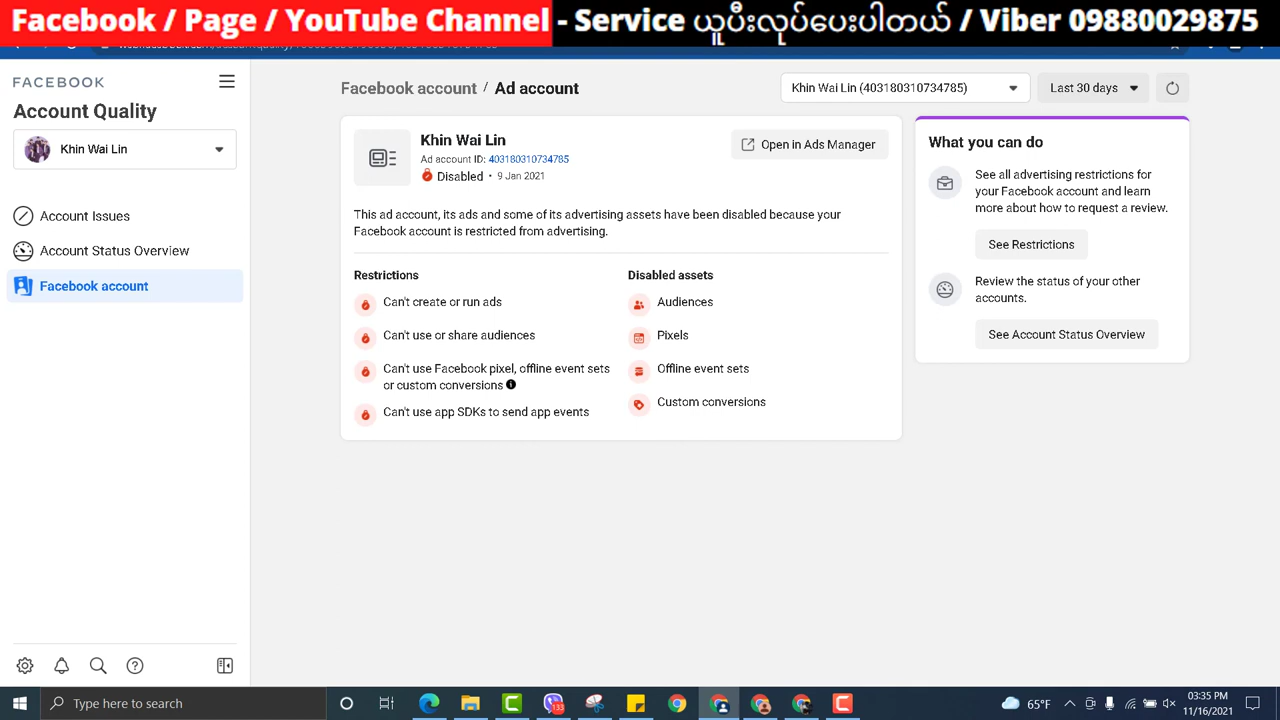 Facebook / Page / YouTube Channel - Service ယူပီးလုပ်ပေးပါတယ် / Viber 09880029875
FACEBOOK
Account Quality
Khin Wai Lin
Account Issues
Account Status Overview
Facebook account
Facebook account / Ad account
Khin Wai Lin (403180310734785)
Last 30 days
Khin Wai Lin
Ad account ID: 403180310734785
Disabled • 9 Jan 2021
Open in Ads Manager
This ad account, its ads and some of its advertising assets have been disabled because your
Facebook account is restricted from advertising.
Restrictions
Can't create or run ads
Can't use or share audiences
Can't use Facebook pixel, offline event sets
or custom conversions
Can't use app SDKs to send app events
Disabled assets
Audiences
Pixels
Offline event sets
Custom conversions
What you can do
See all advertising restrictions for
your Facebook account and learn
more about how to request a review.
See Restrictions
Review the status of your other
accounts.
See Account Status Overview
Type here to search
133
65°F
03:35 PM
11/16/2021